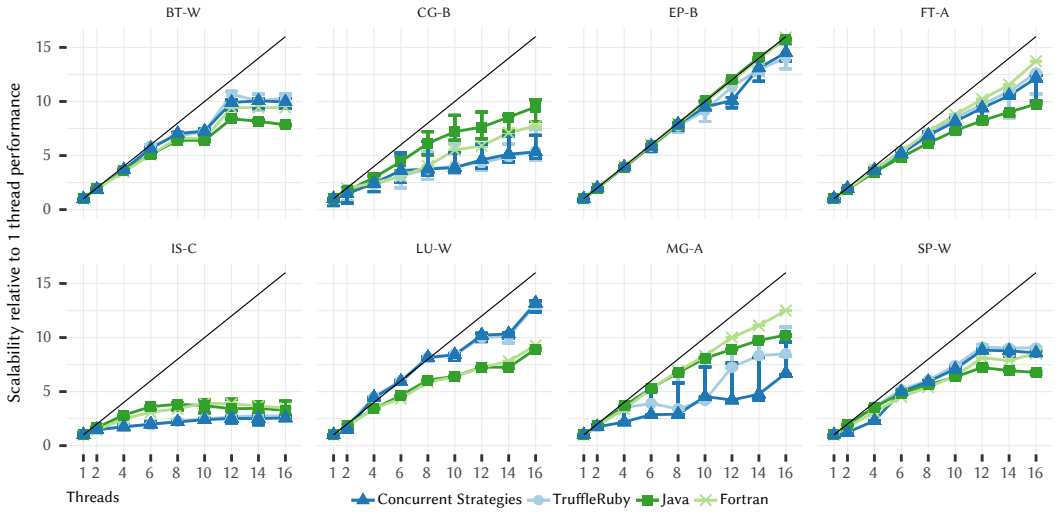 BT-W CG-B EP-B FT-A
15
10
5
0
IS-C LU-W MG-A SP-W
15
10
5
0
Scalability relative to 1 thread performance
1 2 4 6 8 10 12 14 16 1 2 4 6 8 10 12 14 16 1 2 4 6 8 10 12 14 16 1 2 4 6 8 10 12 14 16
Threads
Concurrent Strategies TruffleRuby Java Fortran